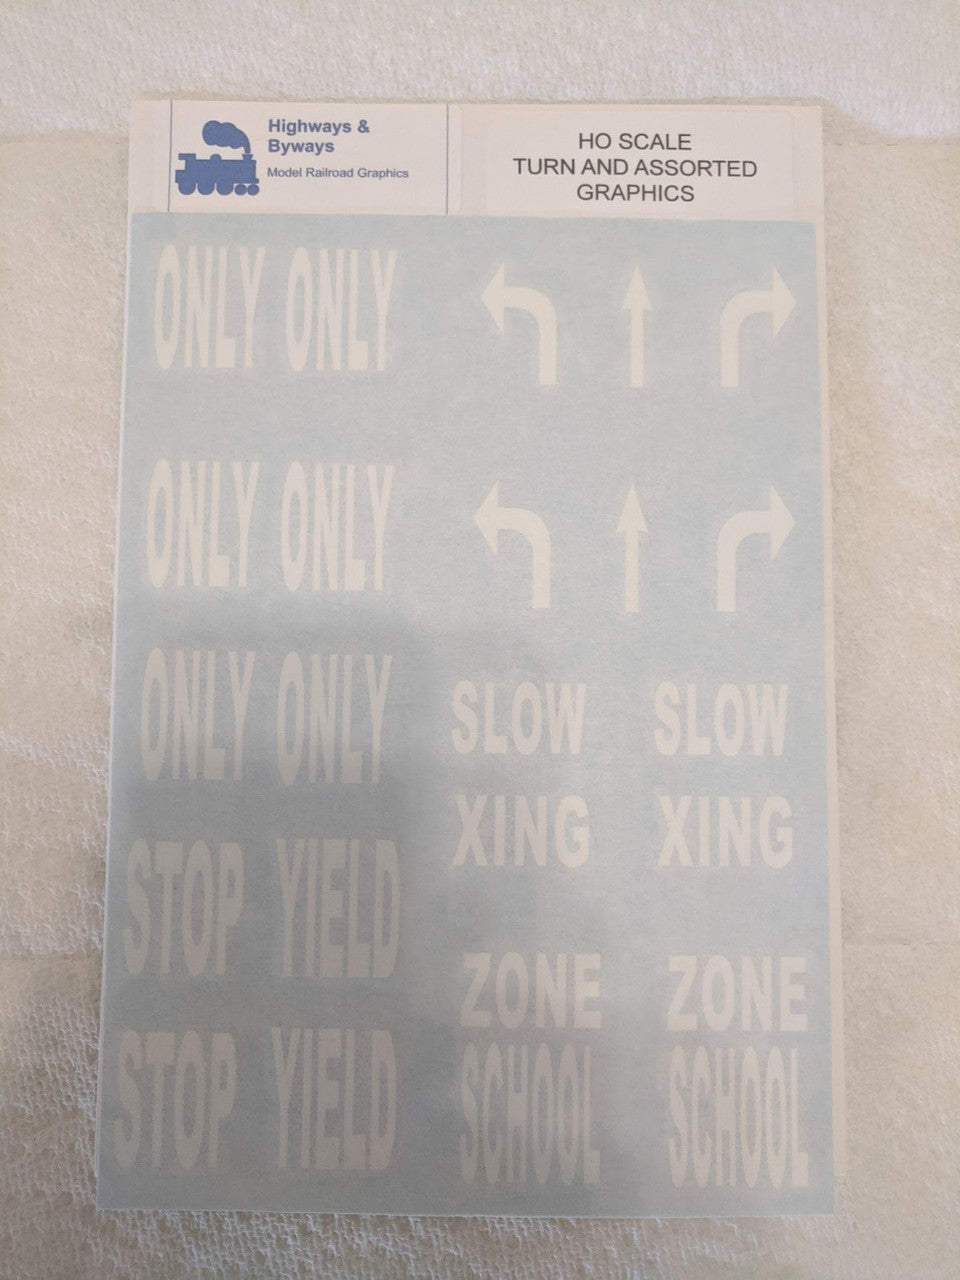 Highways &
Byways
Model Railroad Graphics
HO SCALE
TURN AND ASSORTED
GRAPHICS
ONLY ONLY
ONLY ONLY
ONLY ONLY
SLOW SLOW
XING XING
STOP YIELD
ZONE ZONE
STOP YIELD
SCHOOL SCHOOL